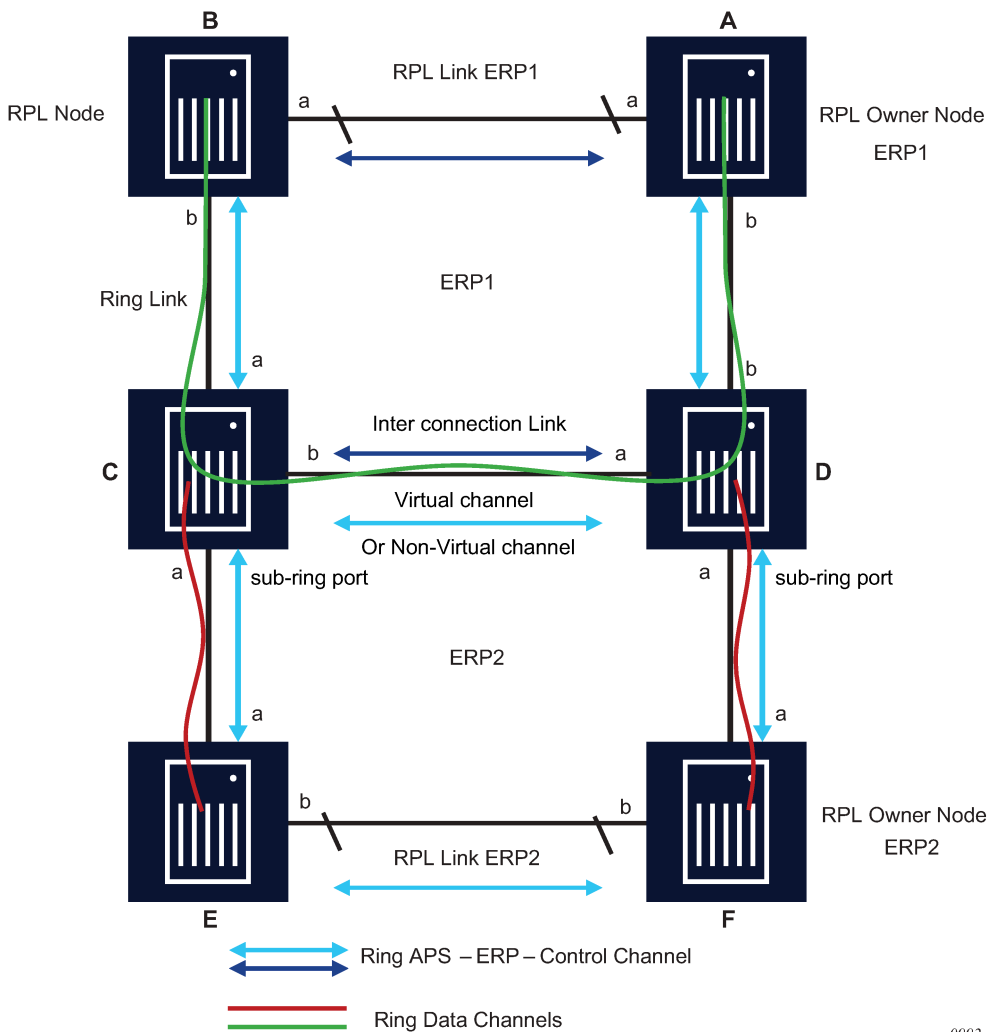 B
A
RPL Link ERP1
a
a
RPL Node
RPL Owner Node
ERP1
b
b
ERP1
Ring Link
a
b
Inter connection Link
b
a
C
D
Virtual channel
Or Non-Virtual channel
a
sub-ring port
a
sub-ring port
ERP2
a
a
b
b
RPL Owner Node
ERP2
RPL Link ERP2
E
F
Ring APS – ERP – Control Channel
Ring Data Channels